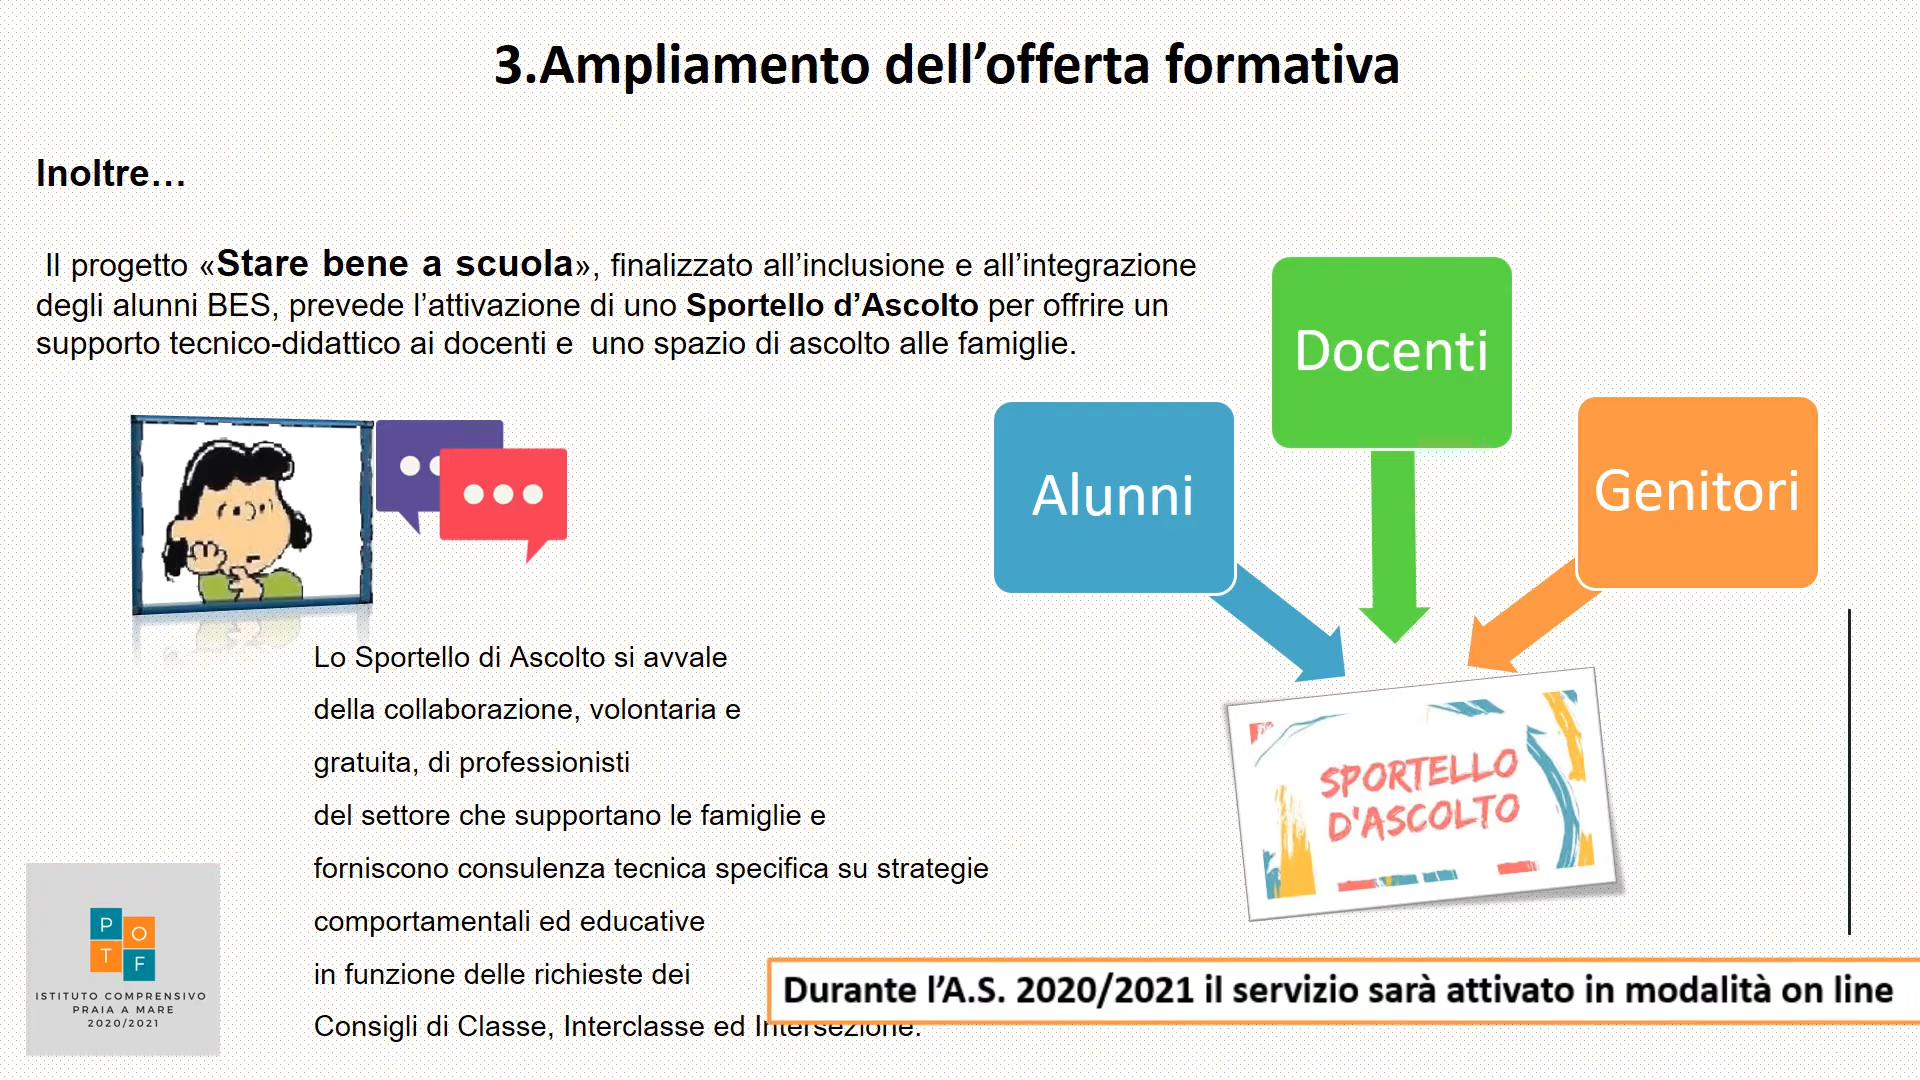 3.Ampliamento dell’offerta formativa
Inoltre…
Il progetto «Stare bene a scuola», finalizzato all’inclusione e all’integrazione
degli alunni BES, prevede l’attivazione di uno Sportello d’Ascolto per offrire un
supporto tecnico-didattico ai docenti e uno spazio di ascolto alle famiglie.
Docenti
Alunni
Genitori
SPORTELLO
D'ASCOLTO
Lo Sportello di Ascolto si avvale
della collaborazione, volontaria e
gratuita, di professionisti
del settore che supportano le famiglie e
forniscono consulenza tecnica specifica su strategie
comportamentali ed educative
in funzione delle richieste dei
Consigli di Classe, Interclasse ed Intersezione.
Durante l’A.S. 2020/2021 il servizio sarà attivato in modalità on line
P O
T F
ISTITUTO COMPRENSIVO
PRAIA A MARE
2020/2021